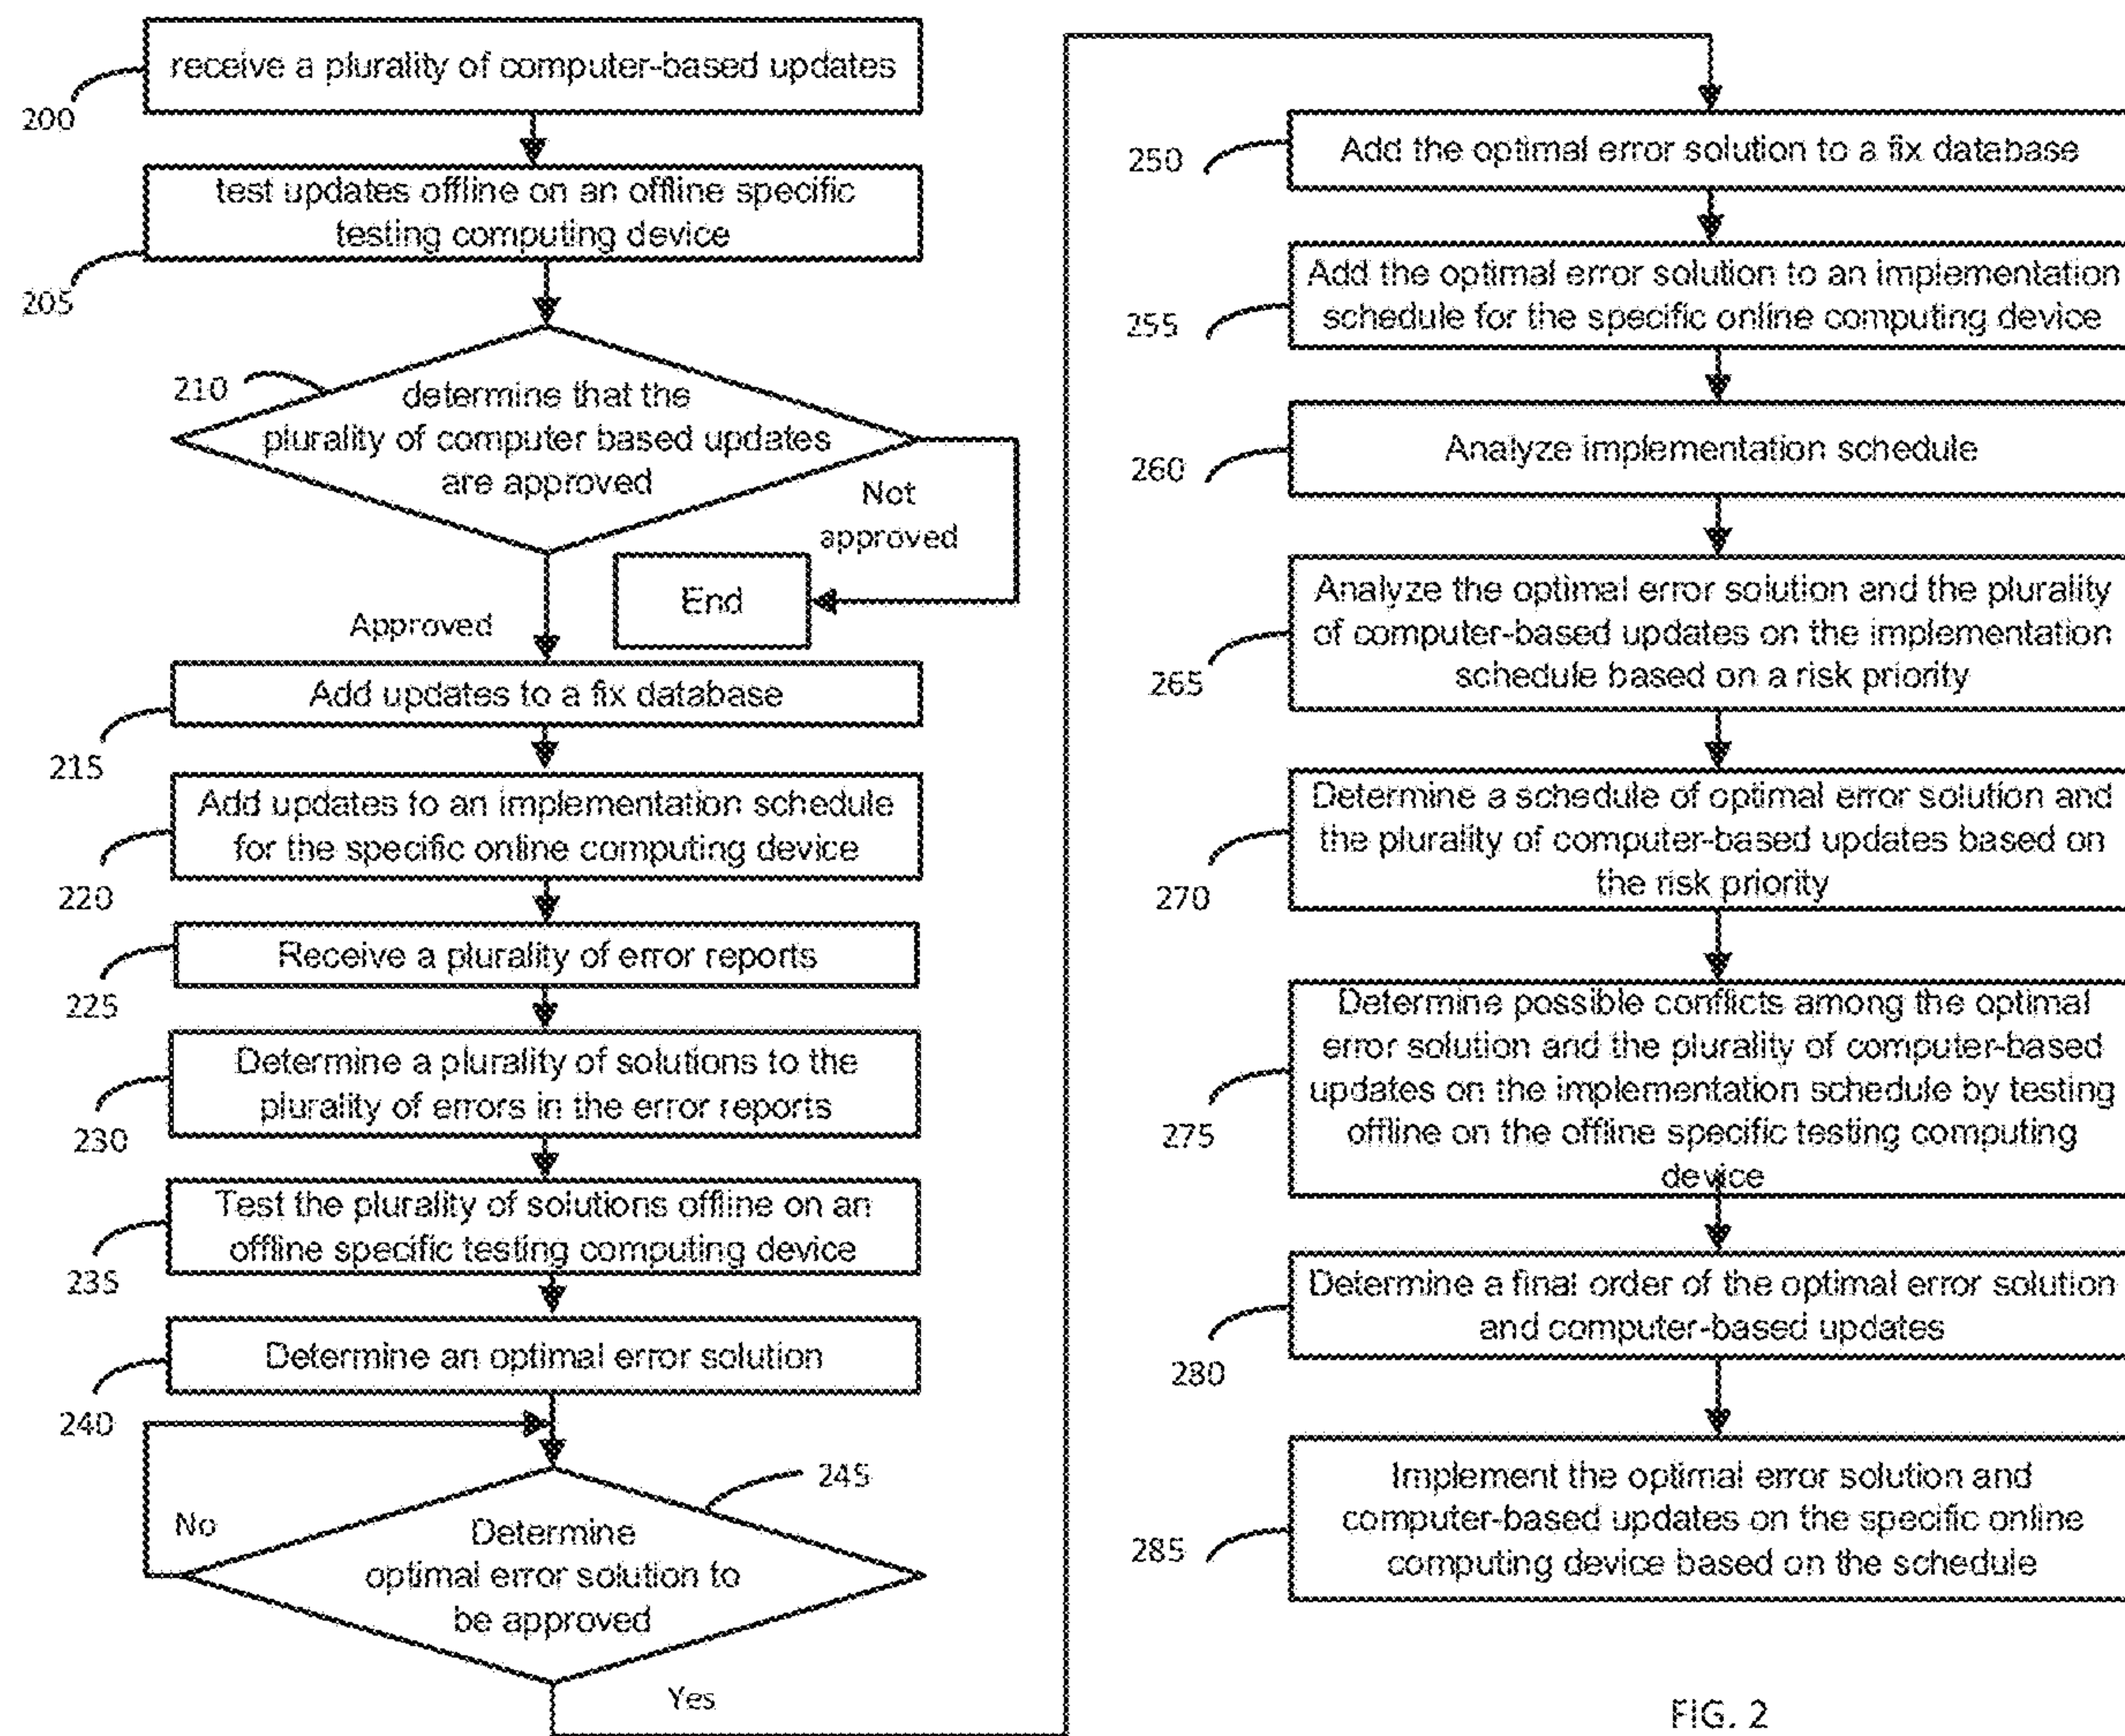 receive a plurality of computer-based updates
200
test updates offline on an offline specific
testing computing device
205
210
determine that the
plurality of computer based updates
are approved
Not
approved
End
Approved
Add updates to a fix database
215
Add updates to an implementation schedule
for the specific online computing device
220
Receive a plurality of error reports
225
Determine a plurality of solutions to the
plurality of errors in the error reports
230
Test the plurality of solutions offline on an
offline specific testing computing device
235
Determine an optimal error solution
240
245
No
Determine
optimal error solution to
be approved
Yes
250
Add the optimal error solution to a fix database
Add the optimal error solution to an implementation
schedule for the specific online computing device
255
Analyze implementation schedule
260
Analyze the optimal error solution and the plurality
of computer-based updates on the implementation
schedule based on a risk priority
265
Determine a schedule of optimal error solution and
the plurality of computer-based updates based on
the risk priority
270
Determine possible conflicts among the optimal
error solution and the plurality of computer-based
updates on the implementation schedule by testing
offline on the offline specific testing computing
device
275
Determine a final order of the optimal error solution
and computer-based updates
280
Implement the optimal error solution and
computer-based updates on the specific online
computing device based on the schedule
285
FIG. 2